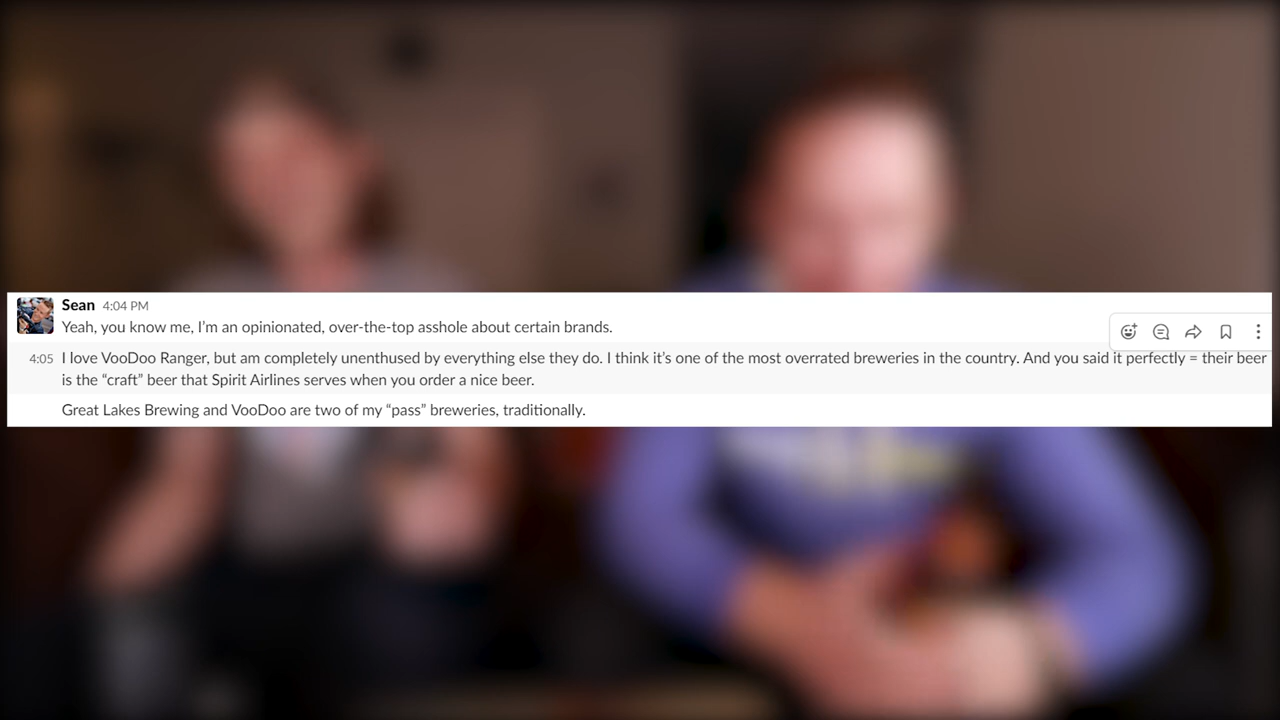 Sean 4:04 PM
Yeah, you know me, I’m an opinionated, over-the-top asshole about certain brands.
4:05 I love VooDoo Ranger, but am completely unenthused by everything else they do. I think it’s one of the most overrated breweries in the country. And you said it perfectly = their beer
is the “craft” beer that Spirit Airlines serves when you order a nice beer.
Great Lakes Brewing and VooDoo are two of my “pass” breweries, traditionally.